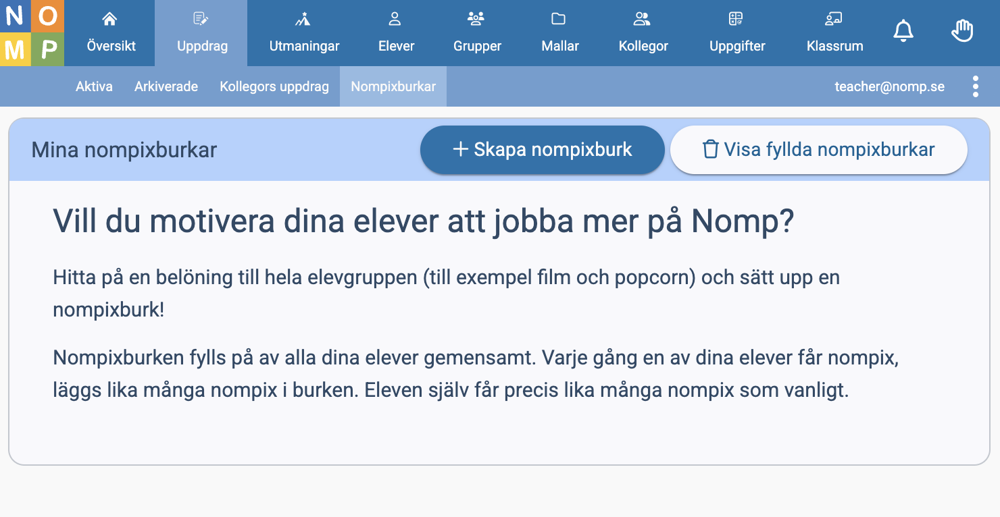 N O
M P
Översikt Uppdrag Utmaningar Elever Grupper Mallar Kollegor Uppgifter Klassrum
Aktiva Arkiverade Kollegors uppdrag Nompixburkar teacher@nomp.se
Mina nompixburkar + Skapa nompixburk Visa fyllda nompixburkar
Vill du motivera dina elever att jobba mer på Nomp?
Hitta på en belöning till hela elevgruppen (till exempel film och popcorn) och sätt upp en
nompixburk!
Nompixburken fylls på av alla dina elever gemensamt. Varje gång en av dina elever får nompix,
läggs lika många nompix i burken. Eleven själv får precis lika många nompix som vanligt.